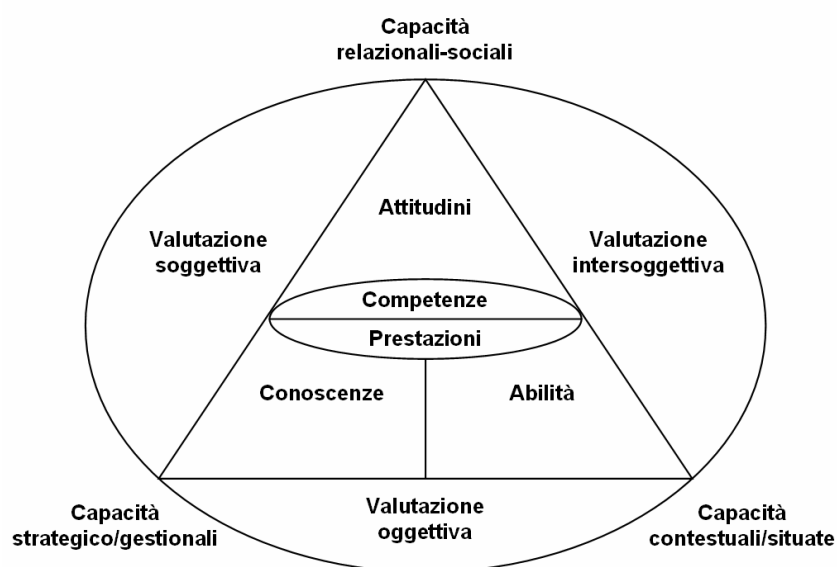 Capacità
relazionali-sociali
Attitudini
Valutazione
soggettiva
Valutazione
intersoggettiva
Competenze
Prestazioni
Conoscenze
Abilità
Capacità
strategico/gestionali
Valutazione
oggettiva
Capacità
contestuali/situate